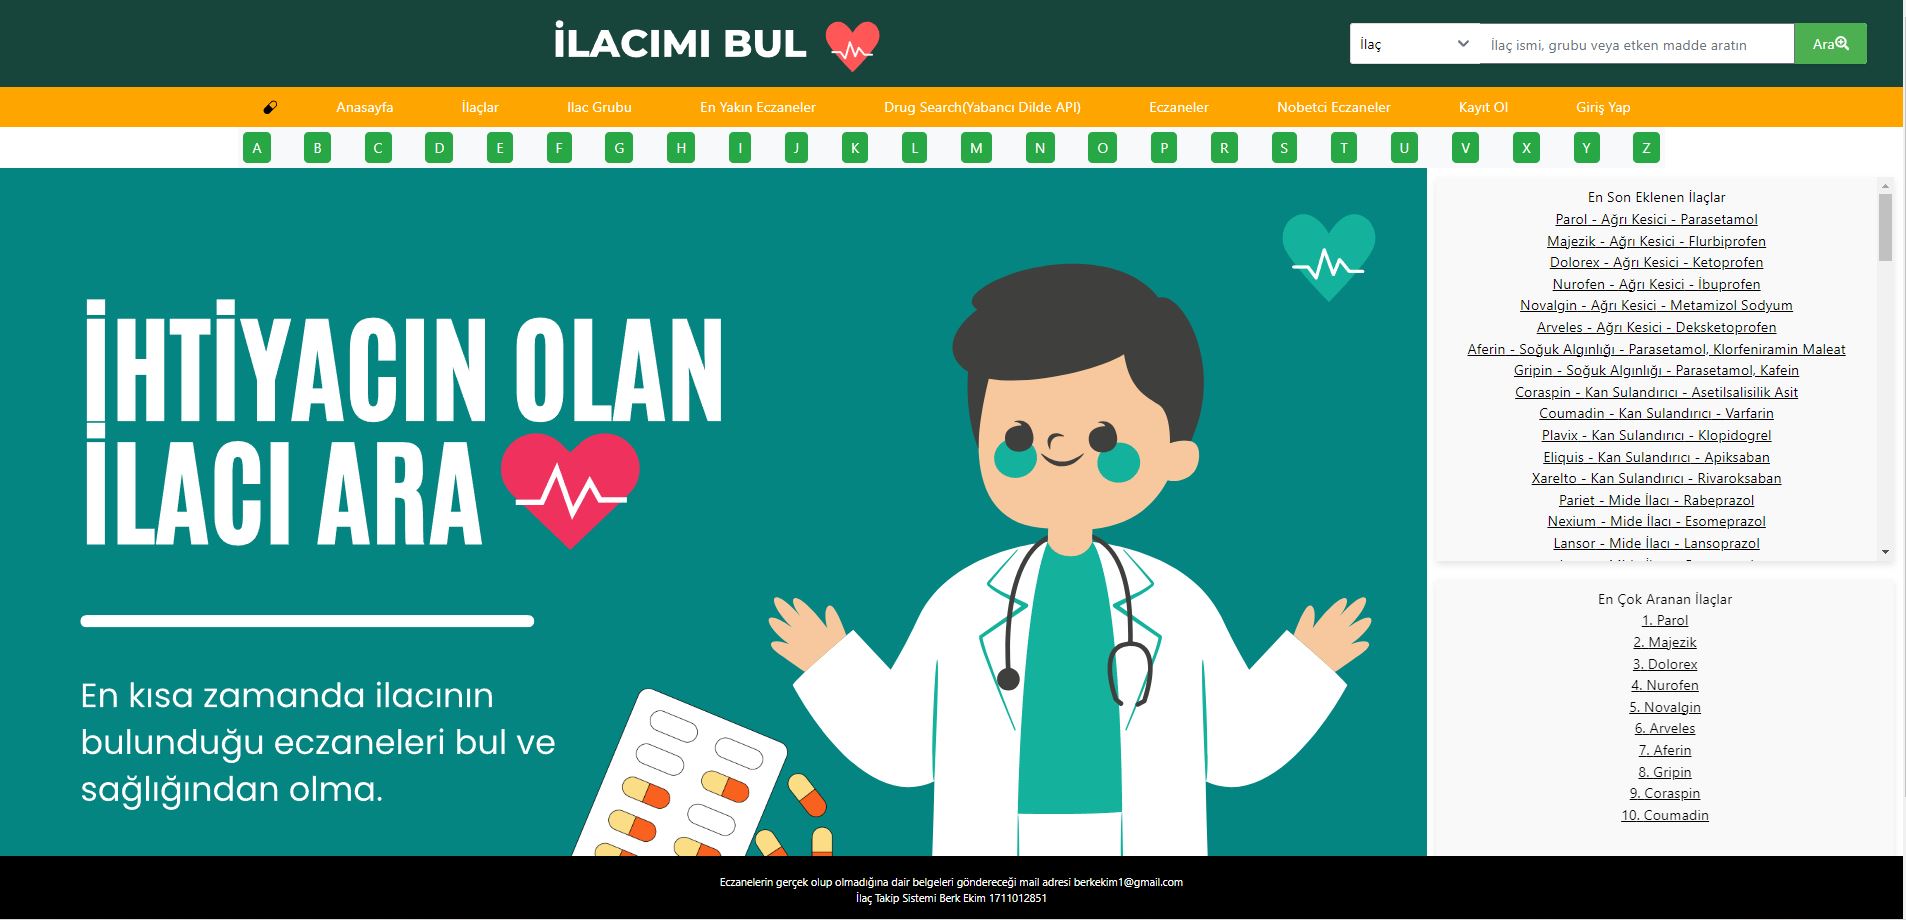 İLACIMI BUL
İlaç
İlaç ismi, grubu veya etken madde aratın
Ara
Anasayfa
İlaçlar
Ilac Grubu
En Yakın Eczaneler
Drug Search(Yabancı Dilde API)
Eczaneler
Nobetci Eczaneler
Kayıt Ol
Giriş Yap
A B C D E F G H I J K L M N O P R S T U V X Y Z
İHTİYACIN OLAN
İLACI ARA
En kısa zamanda ilacının
bulunduğu eczaneleri bul ve
sağlığından olma.
En Son Eklenen İlaçlar
Parol - Ağrı Kesici - Parasetamol
Majezik - Ağrı Kesici - Flurbiprofen
Dolorex - Ağrı Kesici - Ketoprofen
Nurofen - Ağrı Kesici - İbuprofen
Novalgin - Ağrı Kesici - Metamizol Sodyum
Arveles - Ağrı Kesici - Deksketoprofen
Aferin - Soğuk Algınlığı - Parasetamol, Klorfeniramin Maleat
Gripin - Soğuk Algınlığı - Parasetamol, Kafein
Coraspin - Kan Sulandırıcı - Asetilsalisilik Asit
Coumadin - Kan Sulandırıcı - Varfarin
Plavix - Kan Sulandırıcı - Klopidogrel
Eliquis - Kan Sulandırıcı - Apiksaban
Xarelto - Kan Sulandırıcı - Rivaroksaban
Pariet - Mide İlacı - Rabeprazol
Nexium - Mide İlacı - Esomeprazol
Lansor - Mide İlacı - Lansoprazol
En Çok Aranan İlaçlar
1. Parol
2. Majezik
3. Dolorex
4. Nurofen
5. Novalgin
6. Arveles
7. Aferin
8. Gripin
9. Coraspin
10. Coumadin
Eczanelerin gerçek olup olmadığına dair belgeleri göndereceği mail adresi berkekim1@gmail.com
İlaç Takip Sistemi Berk Ekim 1711012851